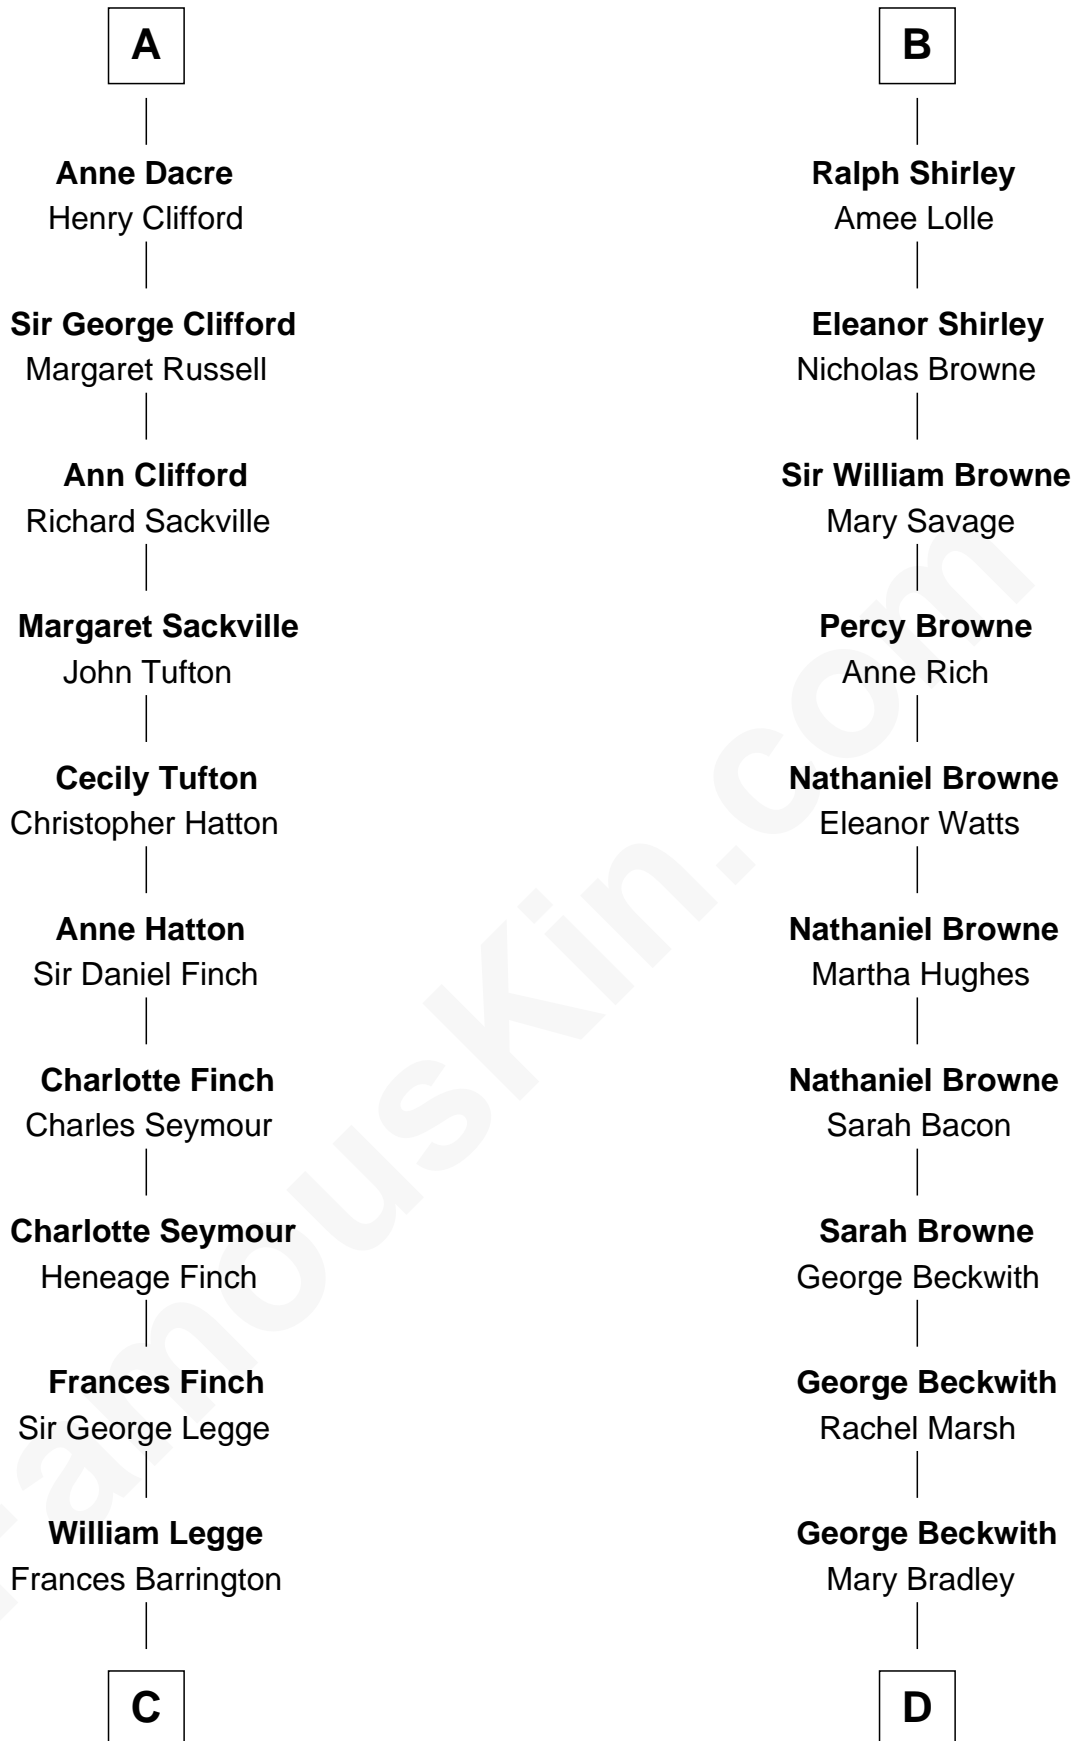 A
Anne Dacre
Henry Clifford
Sir George Clifford
Margaret Russell
Ann Clifford
Richard Sackville
Margaret Sackville
John Tufton
Cecily Tufton
Christopher Hatton
Anne Hatton
Sir Daniel Finch
Charlotte Finch
Charles Seymour
Charlotte Seymour
Heneage Finch
Frances Finch
Sir George Legge
William Legge
Frances Barrington
C
B
Ralph Shirley
Amee Lolle
Eleanor Shirley
Nicholas Browne
Sir William Browne
Mary Savage
Percy Browne
Anne Rich
Nathaniel Browne
Eleanor Watts
Nathaniel Browne
Martha Hughes
Nathaniel Browne
Sarah Bacon
Sarah Browne
George Beckwith
George Beckwith
Rachel Marsh
George Beckwith
Mary Bradley
D
FamousKin.com